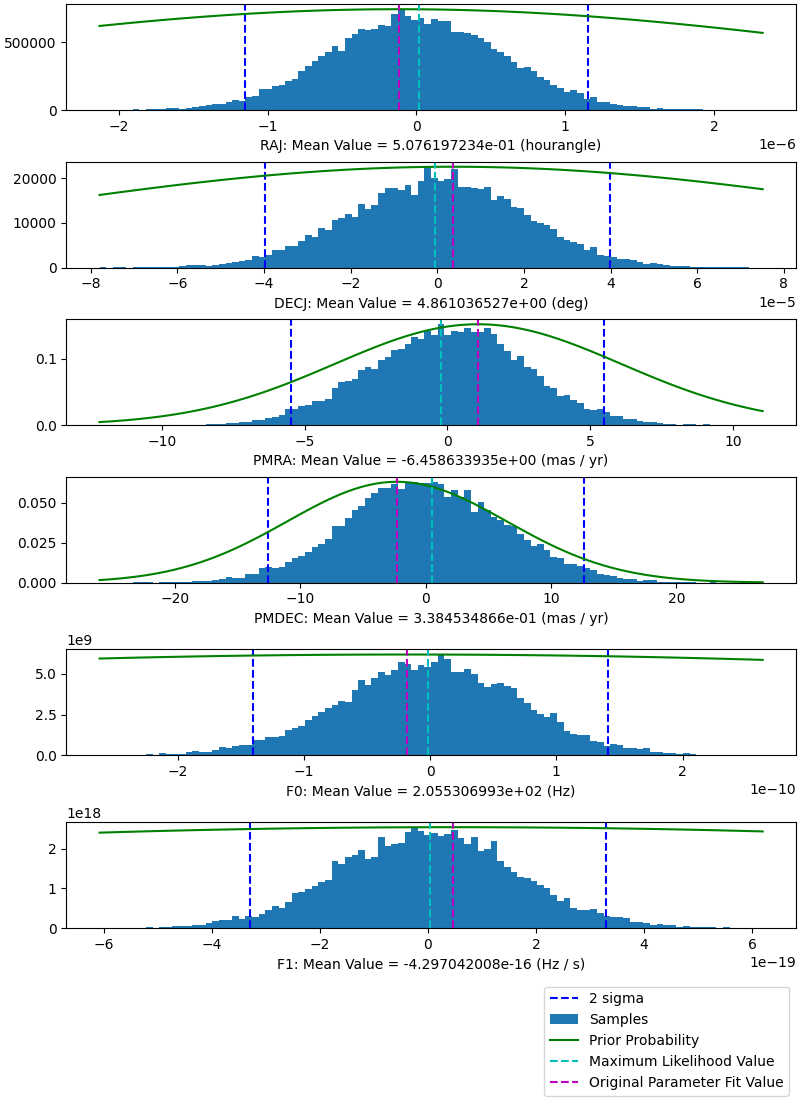 500000
0
−2 −1 0 1 2
1e−6
RAJ: Mean Value = 5.076197234e-01 (hourangle)
20000
10000
0
−8 −6 −4 −2 0 2 4 6 8
1e−5
DECJ: Mean Value = 4.861036527e+00 (deg)
0.1
0.0
−10 −5 0 5 10
PMRA: Mean Value = -6.458633935e+00 (mas / yr)
0.050
0.025
0.000
−20 −10 0 10 20
PMDEC: Mean Value = 3.384534866e-01 (mas / yr)
1e9
5.0
2.5
0.0
−2 −1 0 1 2
1e−10
F0: Mean Value = 2.055306993e+02 (Hz)
1e18
2
1
0
−6 −4 −2 0 2 4 6
1e−19
F1: Mean Value = -4.297042008e-16 (Hz / s)
2 sigma
Samples
Prior Probability
Maximum Likelihood Value
Original Parameter Fit Value